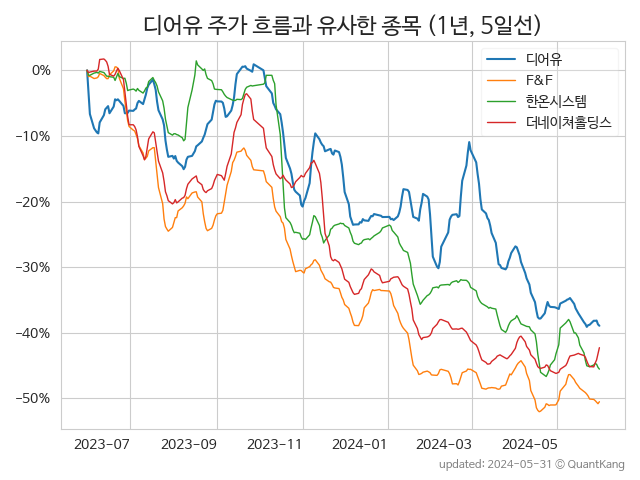 디어유 주가 흐름과 유사한 종목 (1년, 5일선)
디어유
F&F
한온시스템
더네이쳐홀딩스
0%
−10%
−20%
−30%
−40%
−50%
2023-07
2023-09
2023-11
2024-01
2024-03
2024-05
updated: 2024-05-31 © QuantKang